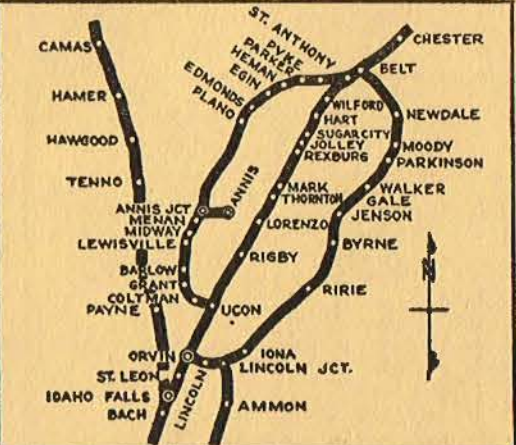 ST. ANTHONY
CHESTER
CAMAS
PYKE
PARKER
HEMAN
EGIN
BELT
EDMONDS
PLANO
HAMER
WILFORD
HART
NEWDALE
SUGAR CITY
HAWGOOD
JOLLEY
MOODY
REXBURG
PARKINSON
TENNO
MARK
WALKER
THORNTON
GALE
ANNIS
ANNIS JCT.
JENSON
MENAN
LORENZO
MIDWAY
LEWISVILLE
BYRNE
RIGBY
N
BARLOW
GRANT
RIRIE
COLTMAN
PAYNE
UCON
ORVIN
IONA
LINCOLN JCT.
ST. LEON
LINCOLN
IDAHO FALLS
AMMON
BACH